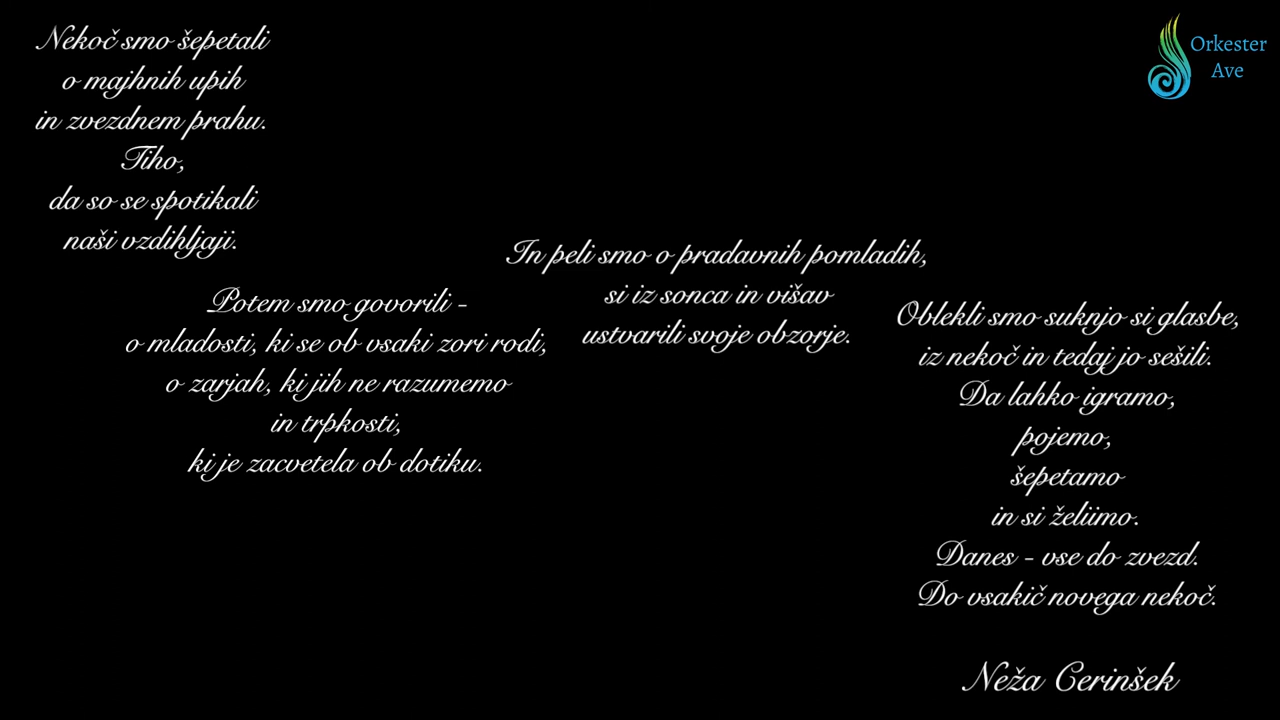 Nekoč smo šepetali
o majhnih upih
in zvezdnem prahu.
Tiho,
da so se spotikali
naši vzdihljaji.
Potem smo govorili -
o mladosti, ki se ob vsaki zori rodi,
o zarjah, ki jih ne razumemo
in trpkosti,
ki je zacvetela ob dotiku.
In peli smo o pradavnih pomladih,
si iz sonca in višav
ustvarili svoje obzorje.
Oblekli smo suknjo si glasbe,
iz nekoč in tedaj jo sešili.
Da lahko igramo,
pojemo,
šepetamo
in si želiimo.
Danes - vse do zvezd.
Do vsakič novega nekoč.
Neža Cerinšek
Orkester
Ave